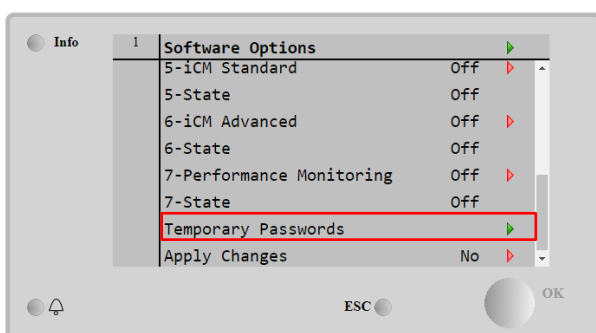 Info
1 Software Options
5-iCM Standard Off
5-State Off
6-iCM Advanced Off
6-State Off
7-Performance Monitoring Off
7-State Off
Temporary Passwords
Apply Changes No
ESC
OK